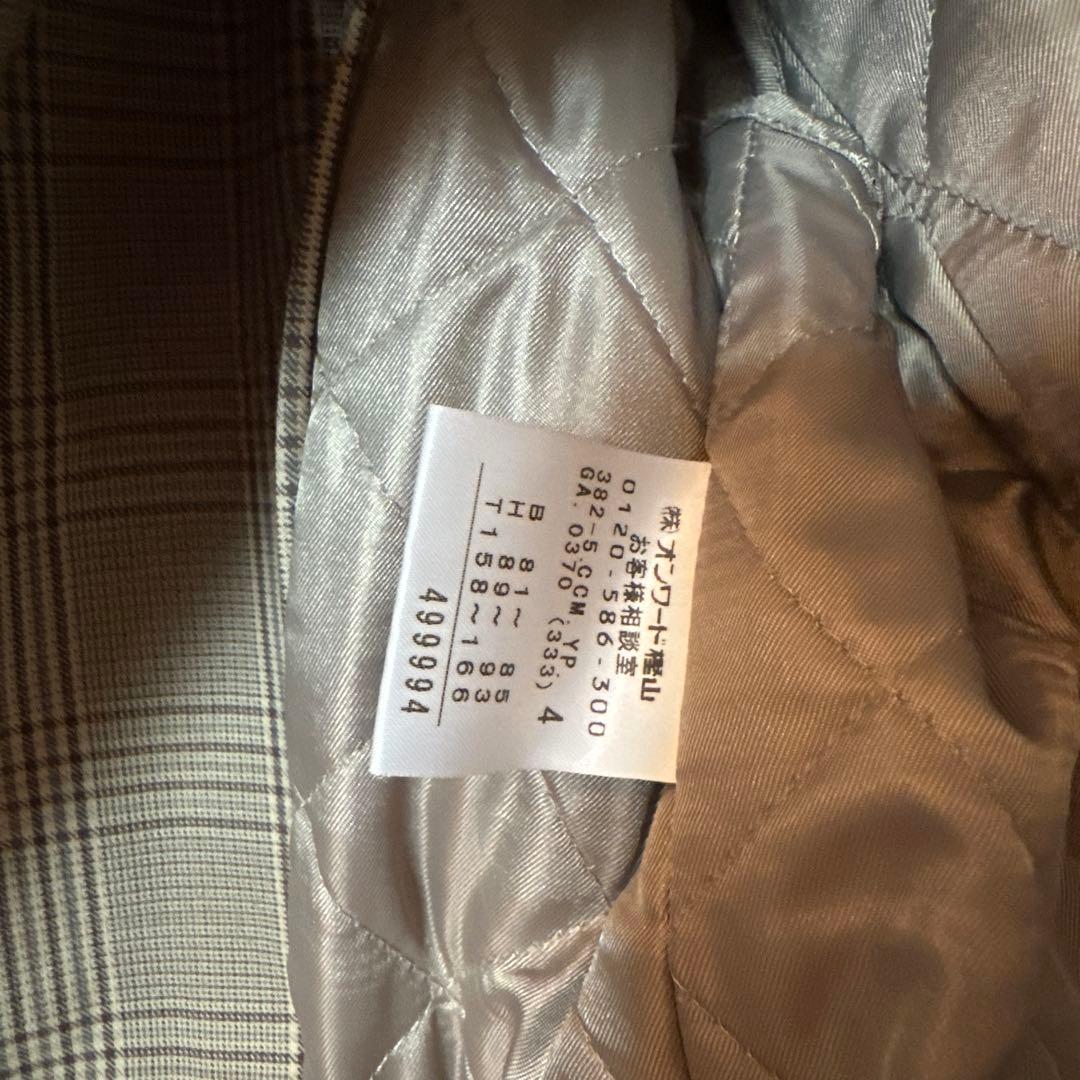 ㈱オンワード樫山
お客様相談室
0120-586-300
382-5.CCM.YP.
GA.0370 (333) 4
B 81~ 85
H 89~ 93
T 158~166
499994